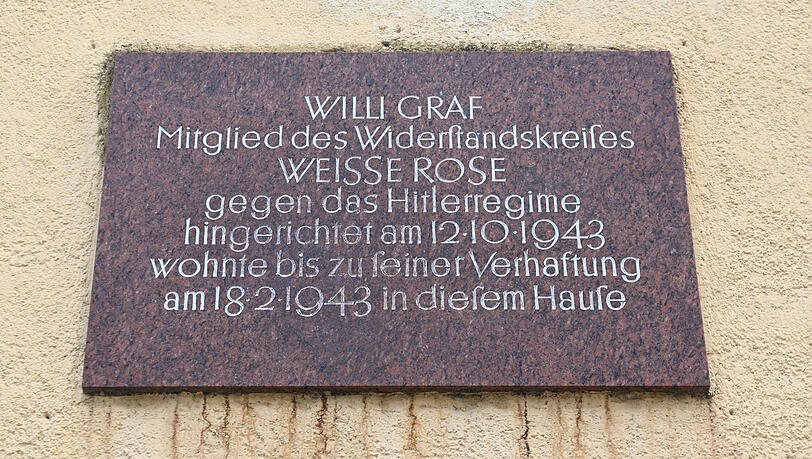 WILLI GRAF
Mitglied des Widerſtandskreiſes
WEISSE ROSE
gegen das Hitlerregime
hingerichtet am 12·10·1943
wohnte bis zu ſeiner Verhaftung
am 18·2·1943 in dieſem Hauſe